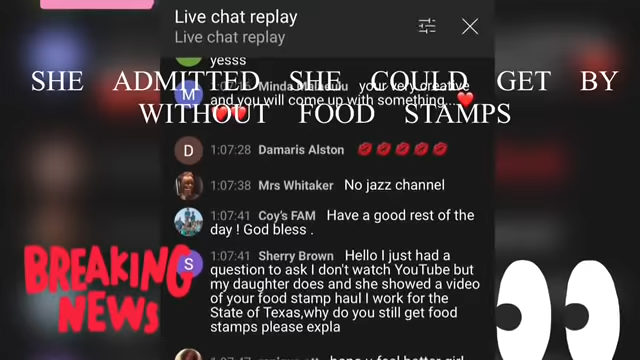 Live chat replay
Live chat replay
yesss
SHE ADMITTED SHE COULD GET BY
WITHOUT FOOD STAMPS
M Minda your very creative
and you will come up with something....
D 1:07:28 Damaris Alston
1:07:38 Mrs Whitaker No jazz channel
1:07:41 Coy's FAM Have a good rest of the
day ! God bless .
S 1:07:41 Sherry Brown Hello I just had a
question to ask I don't watch YouTube but
my daughter does and she showed a video
of your food stamp haul I work for the
State of Texas,why do you still get food
stamps please expla
BREAKING
NEWS